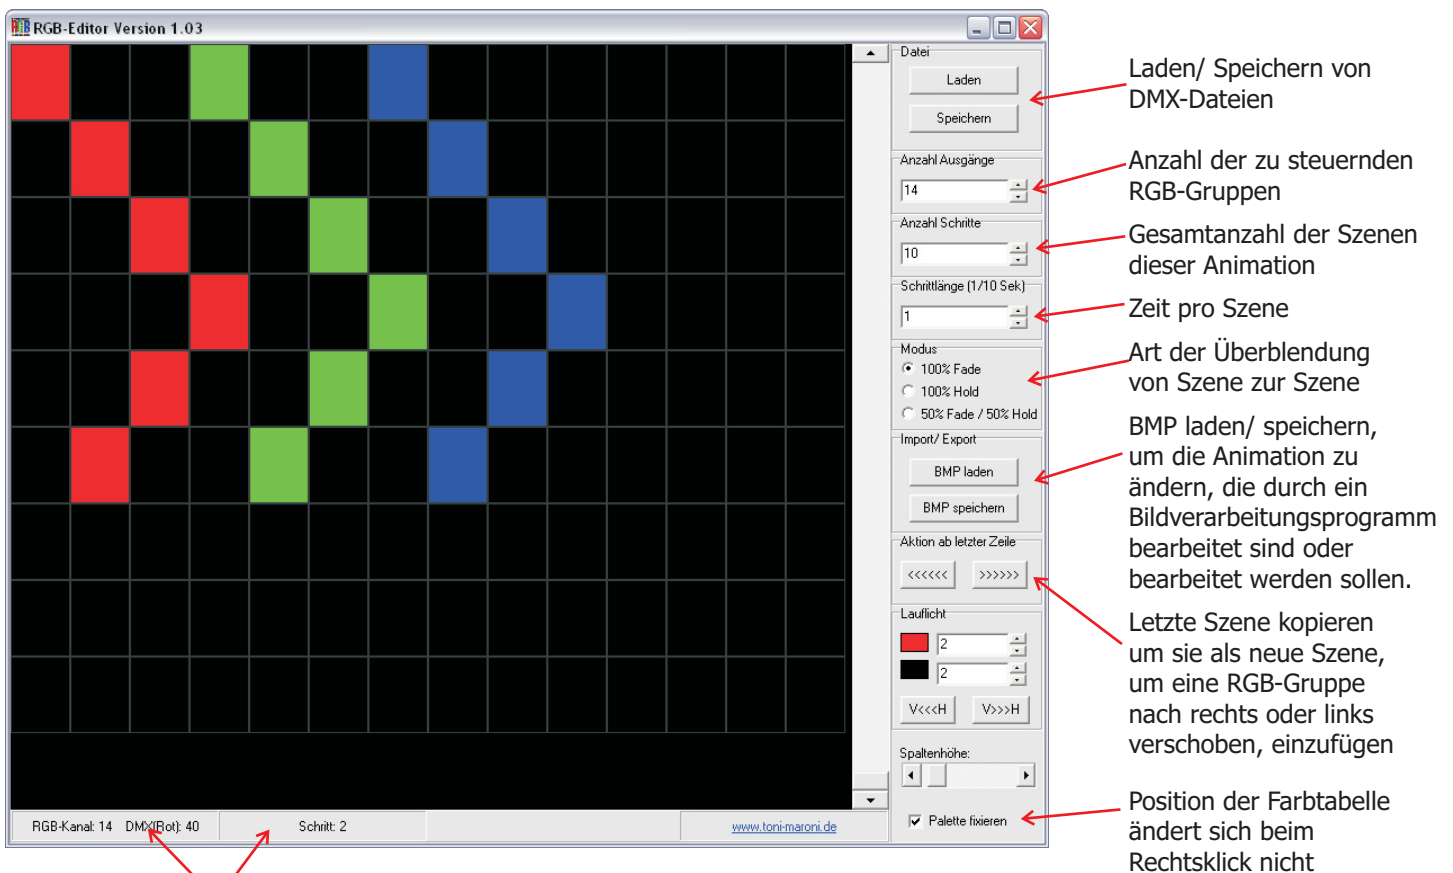 RGB-Editor Version 1.03
Datei
Laden
Speichern
Anzahl Ausgänge
14
Anzahl Schritte
10
Schrittlänge (1/10 Sek)
1
Modus
100% Fade
100% Hold
50% Fade / 50% Hold
Import/ Export
BMP laden
BMP speichern
Aktion ab letzter Zeile
<<<<<< >>>>>>
Lauflicht
2
2
V<<<H V>>>H
Spaltenhöhe:
Palette fixieren
RGB-Kanal: 14 DMX(Rot): 40 Schritt: 2 www.toni-maroni.de
Laden/ Speichern von
DMX-Dateien
Anzahl der zu steuernden
RGB-Gruppen
Gesamtanzahl der Szenen
dieser Animation
Zeit pro Szene
Art der Überblendung
von Szene zur Szene
BMP laden/ speichern,
um die Animation zu
ändern, die durch ein
Bildverarbeitungsprogramm
bearbeitet sind oder
bearbeitet werden sollen.
Letzte Szene kopieren
um sie als neue Szene,
um eine RGB-Gruppe
nach rechts oder links
verschoben, einzufügen
Position der Farbtabelle
ändert sich beim
Rechtsklick nicht